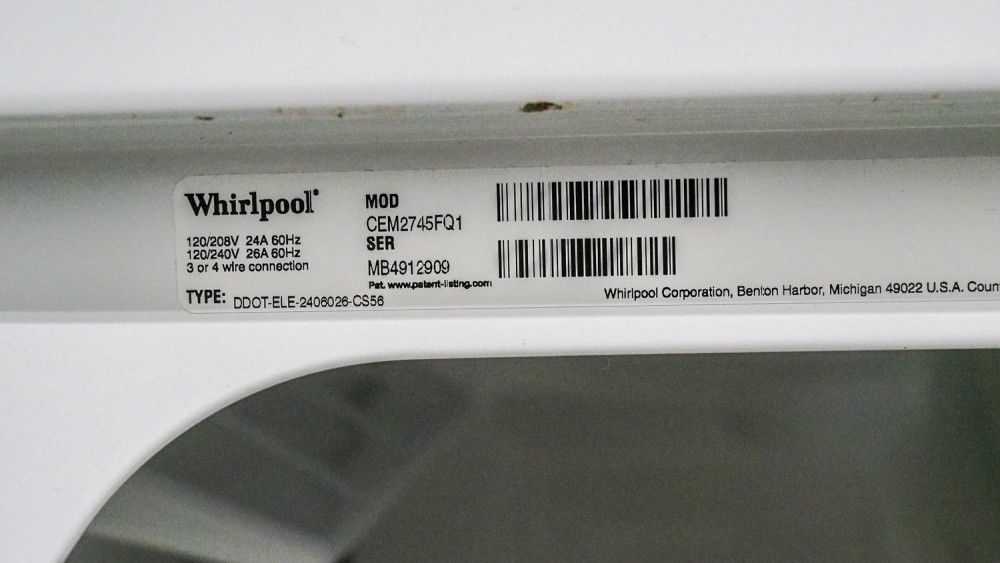 Whirlpool®
120/208V 24A 60Hz
120/240V 26A 60Hz
3 or 4 wire connection
TYPE: DDOT-ELE-2406026-CS56
MOD
CEM2745FQ1
SER
MB4912909
Pat. www.patent-listing.com
Whirlpool Corporation, Benton Harbor, Michigan 49022 U.S.A. Coun